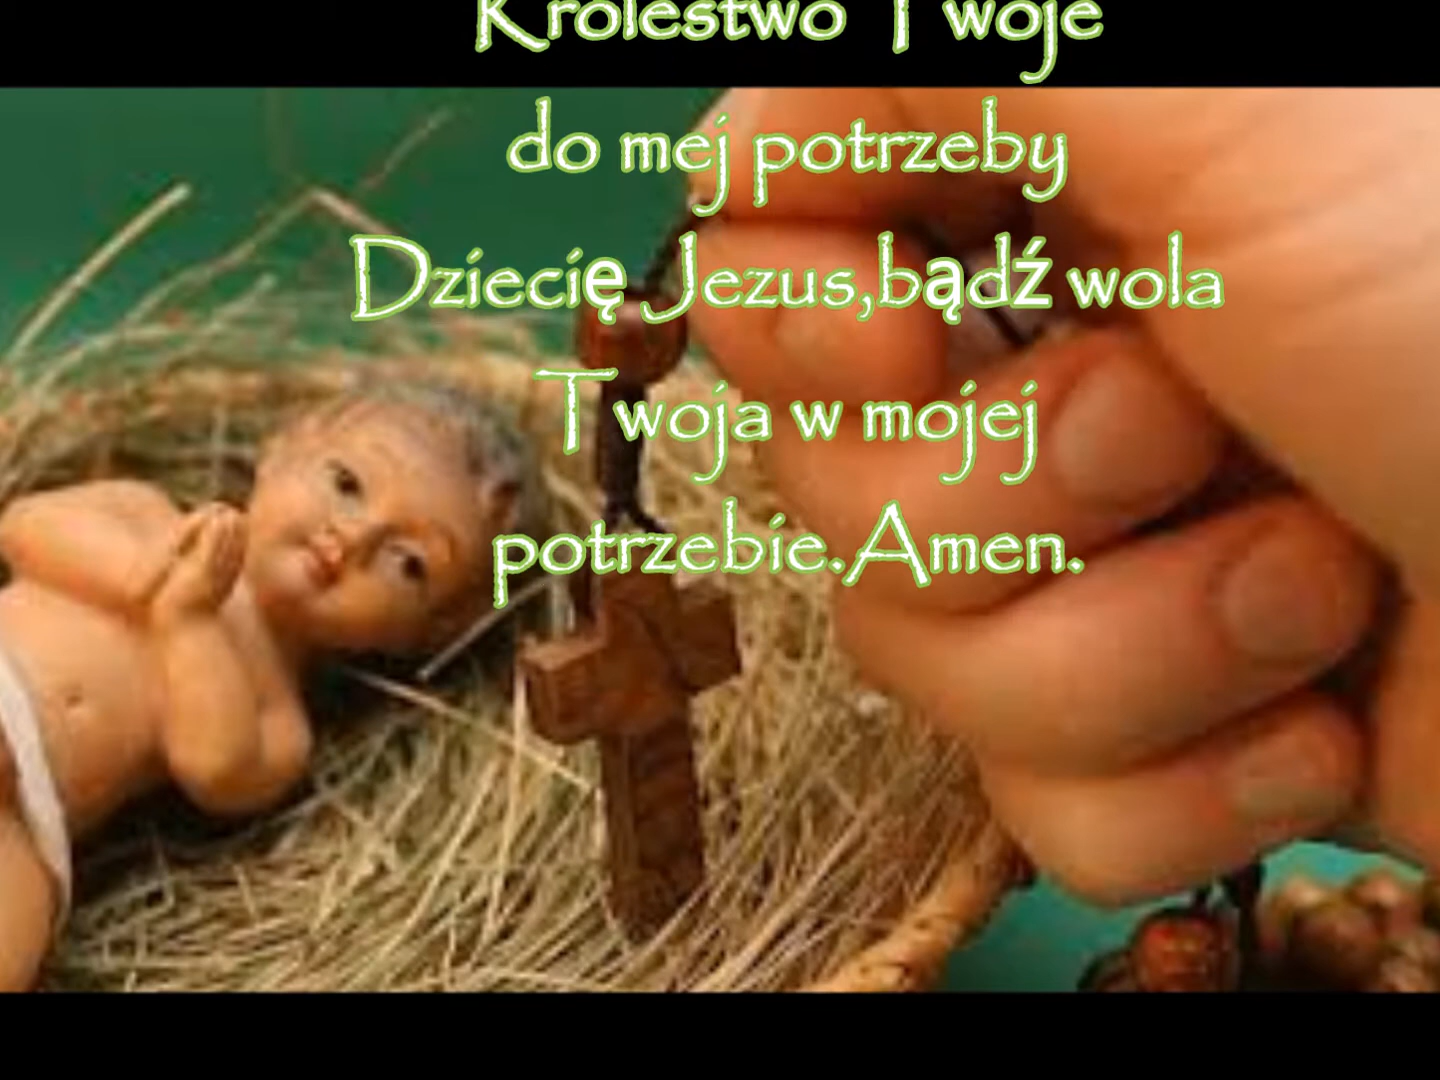 Królestwo Twoje
do mej potrzeby
Dziecię Jezus,bądź wola
Twoja w mojej
potrzebie.Amen.